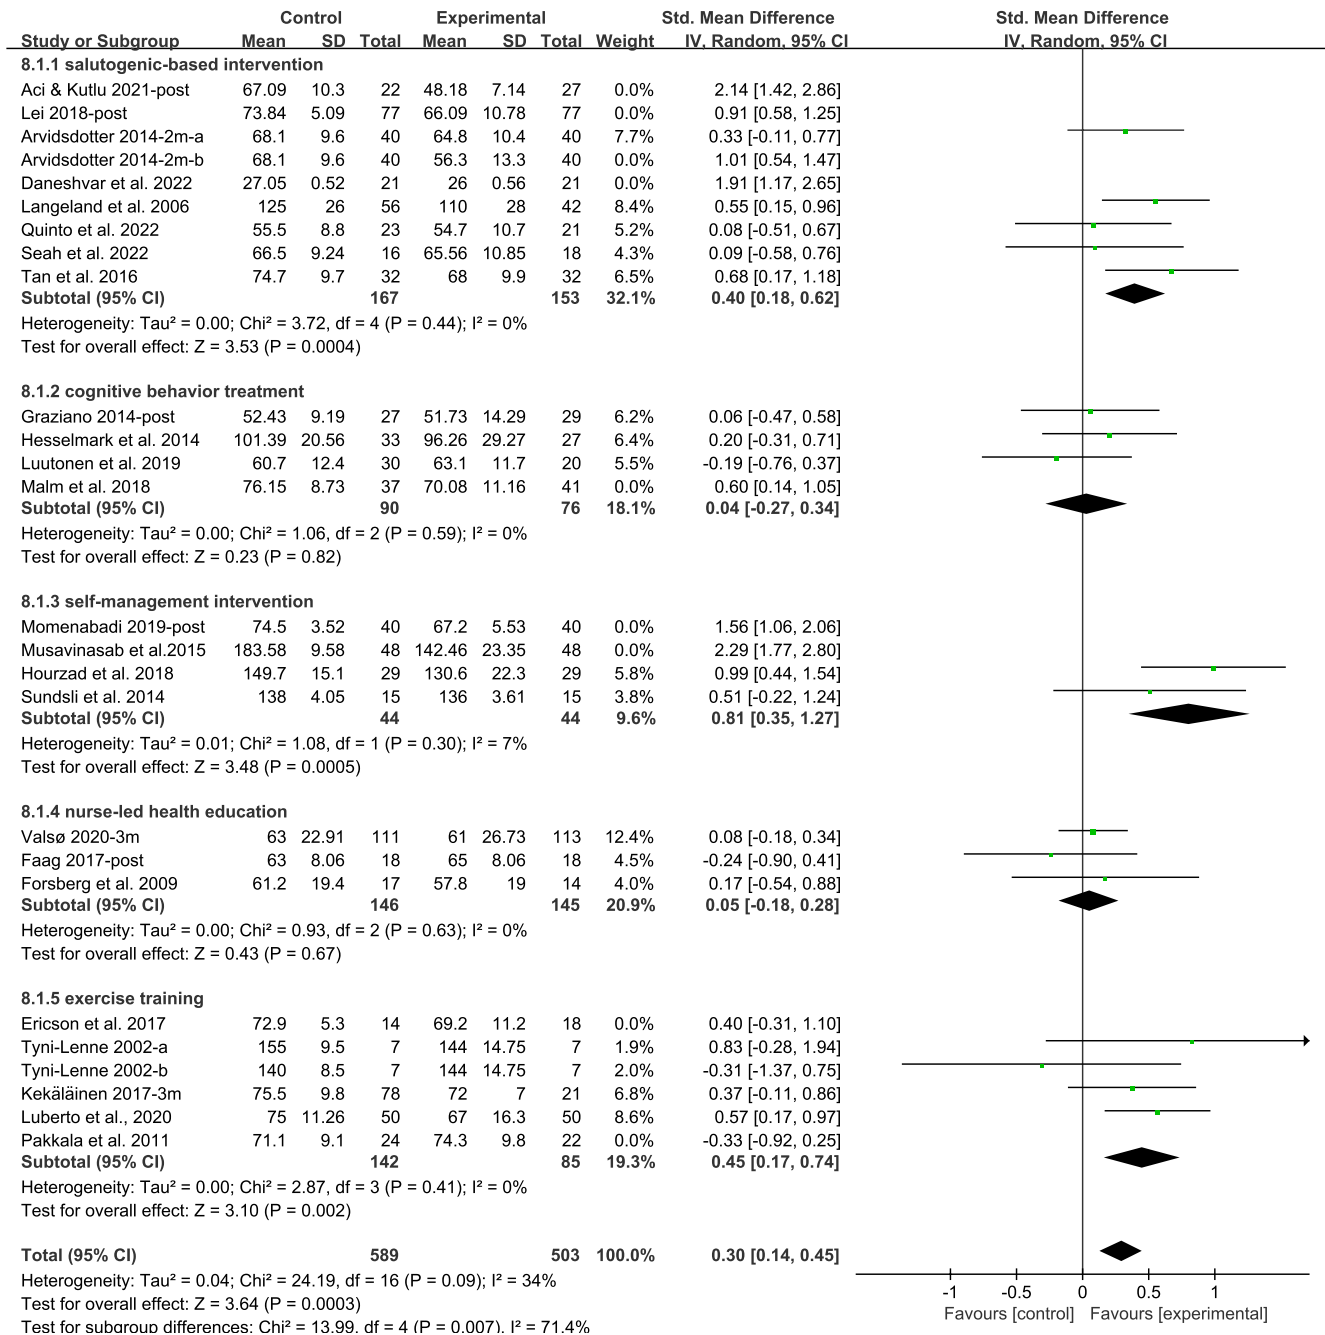 Control Experimental Std. Mean Difference Std. Mean Difference
Study or Subgroup Mean SD Total Mean SD Total Weight IV, Random, 95% CI IV, Random, 95% CI
8.1.1 salutogenic-based intervention
Aci & Kutlu 2021-post 67.09 10.3 22 48.18 7.14 27 0.0% 2.14 [1.42, 2.86]
Lei 2018-post 73.84 5.09 77 66.09 10.78 77 0.0% 0.91 [0.58, 1.25]
Arvidsdotter 2014-2m-a 68.1 9.6 40 64.8 10.4 40 7.7% 0.33 [-0.11, 0.77]
Arvidsdotter 2014-2m-b 68.1 9.6 40 56.3 13.3 40 0.0% 1.01 [0.54, 1.47]
Daneshvar et al. 2022 27.05 0.52 21 26 0.56 21 0.0% 1.91 [1.17, 2.65]
Langeland et al. 2006 125 26 56 110 28 42 8.4% 0.55 [0.15, 0.96]
Quinto et al. 2022 55.5 8.8 23 54.7 10.7 21 5.2% 0.08 [-0.51, 0.67]
Seah et al. 2022 66.5 9.24 16 65.56 10.85 18 4.3% 0.09 [-0.58, 0.76]
Tan et al. 2016 74.7 9.7 32 68 9.9 32 6.5% 0.68 [0.17, 1.18]
Subtotal (95% CI) 167 153 32.1% 0.40 [0.18, 0.62]
Heterogeneity: Tau² = 0.00; Chi² = 3.72, df = 4 (P = 0.44); I² = 0%
Test for overall effect: Z = 3.53 (P = 0.0004)
8.1.2 cognitive behavior treatment
Graziano 2014-post 52.43 9.19 27 51.73 14.29 29 6.2% 0.06 [-0.47, 0.58]
Hesselmark et al. 2014 101.39 20.56 33 96.26 29.27 27 6.4% 0.20 [-0.31, 0.71]
Luutonen et al. 2019 60.7 12.4 30 63.1 11.7 20 5.5% -0.19 [-0.76, 0.37]
Malm et al. 2018 76.15 8.73 37 70.08 11.16 41 0.0% 0.60 [0.14, 1.05]
Subtotal (95% CI) 90 76 18.1% 0.04 [-0.27, 0.34]
Heterogeneity: Tau² = 0.00; Chi² = 1.06, df = 2 (P = 0.59); I² = 0%
Test for overall effect: Z = 0.23 (P = 0.82)
8.1.3 self-management intervention
Momenabadi 2019-post 74.5 3.52 40 67.2 5.53 40 0.0% 1.56 [1.06, 2.06]
Musavinasab et al.2015 183.58 9.58 48 142.46 23.35 48 0.0% 2.29 [1.77, 2.80]
Hourzad et al. 2018 149.7 15.1 29 130.6 22.3 29 5.8% 0.99 [0.44, 1.54]
Sundsli et al. 2014 138 4.05 15 136 3.61 15 3.8% 0.51 [-0.22, 1.24]
Subtotal (95% CI) 44 44 9.6% 0.81 [0.35, 1.27]
Heterogeneity: Tau² = 0.01; Chi² = 1.08, df = 1 (P = 0.30); I² = 7%
Test for overall effect: Z = 3.48 (P = 0.0005)
8.1.4 nurse-led health education
Valsø 2020-3m 63 22.91 111 61 26.73 113 12.4% 0.08 [-0.18, 0.34]
Faag 2017-post 63 8.06 18 65 8.06 18 4.5% -0.24 [-0.90, 0.41]
Forsberg et al. 2009 61.2 19.4 17 57.8 19 14 4.0% 0.17 [-0.54, 0.88]
Subtotal (95% CI) 146 145 20.9% 0.05 [-0.18, 0.28]
Heterogeneity: Tau² = 0.00; Chi² = 0.93, df = 2 (P = 0.63); I² = 0%
Test for overall effect: Z = 0.43 (P = 0.67)
8.1.5 exercise training
Ericson et al. 2017 72.9 5.3 14 69.2 11.2 18 0.0% 0.40 [-0.31, 1.10]
Tyni-Lenne 2002-a 155 9.5 7 144 14.75 7 1.9% 0.83 [-0.28, 1.94]
Tyni-Lenne 2002-b 140 8.5 7 144 14.75 7 2.0% -0.31 [-1.37, 0.75]
Kekäläinen 2017-3m 75.5 9.8 78 72 7 21 6.8% 0.37 [-0.11, 0.86]
Luberto et al., 2020 75 11.26 50 67 16.3 50 8.6% 0.57 [0.17, 0.97]
Pakkala et al. 2011 71.1 9.1 24 74.3 9.8 22 0.0% -0.33 [-0.92, 0.25]
Subtotal (95% CI) 142 85 19.3% 0.45 [0.17, 0.74]
Heterogeneity: Tau² = 0.00; Chi² = 2.87, df = 3 (P = 0.41); I² = 0%
Test for overall effect: Z = 3.10 (P = 0.002)
Total (95% CI) 589 503 100.0% 0.30 [0.14, 0.45]
Heterogeneity: Tau² = 0.04; Chi² = 24.19, df = 16 (P = 0.09); I² = 34%
-1 -0.5 0 0.5 1
Test for overall effect: Z = 3.64 (P = 0.0003)
Favours [control] Favours [experimental]
Test for subgroup differences: Chi² = 13.99, df = 4 (P = 0.007), I² = 71.4%